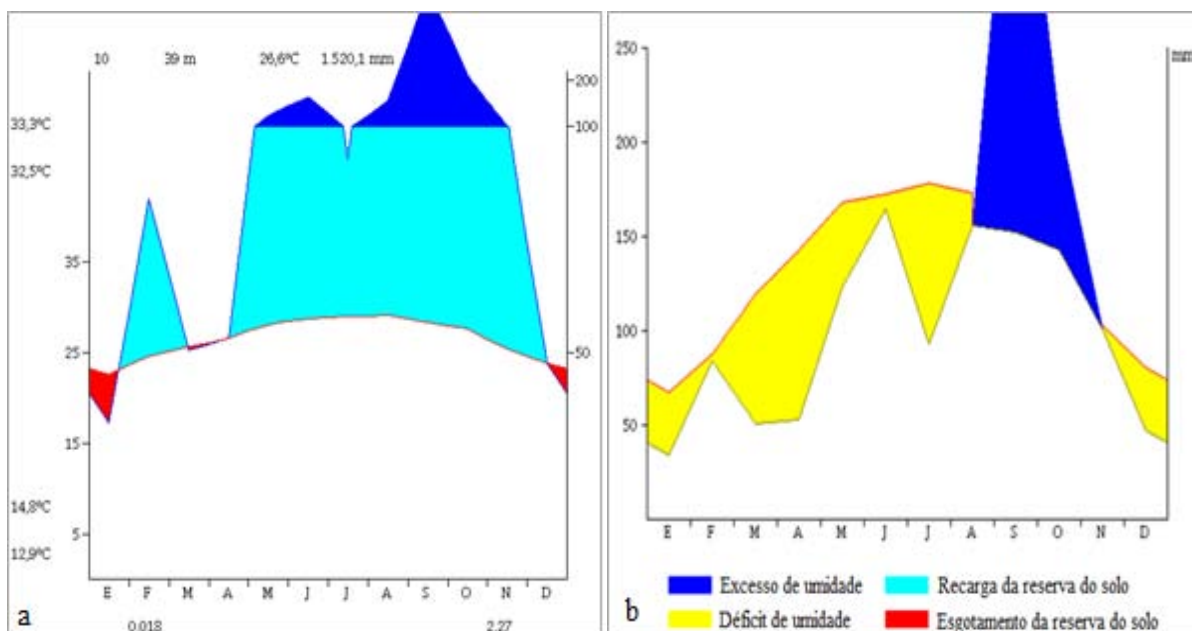 10 39 m 26,6ºC 1.520,1 mm
200
33,3ºC 100
32,5ºC
35
25 50
15
14,8ºC
5
12,9ºC
E F M A M J J A S O N D
a
0.018 2.27
250 mm
200
150
100
50
E F M A M J J A S O N D
Excesso de umidade Recarga da reserva do solo
b Déficit de umidade Esgotamento da reserva do solo